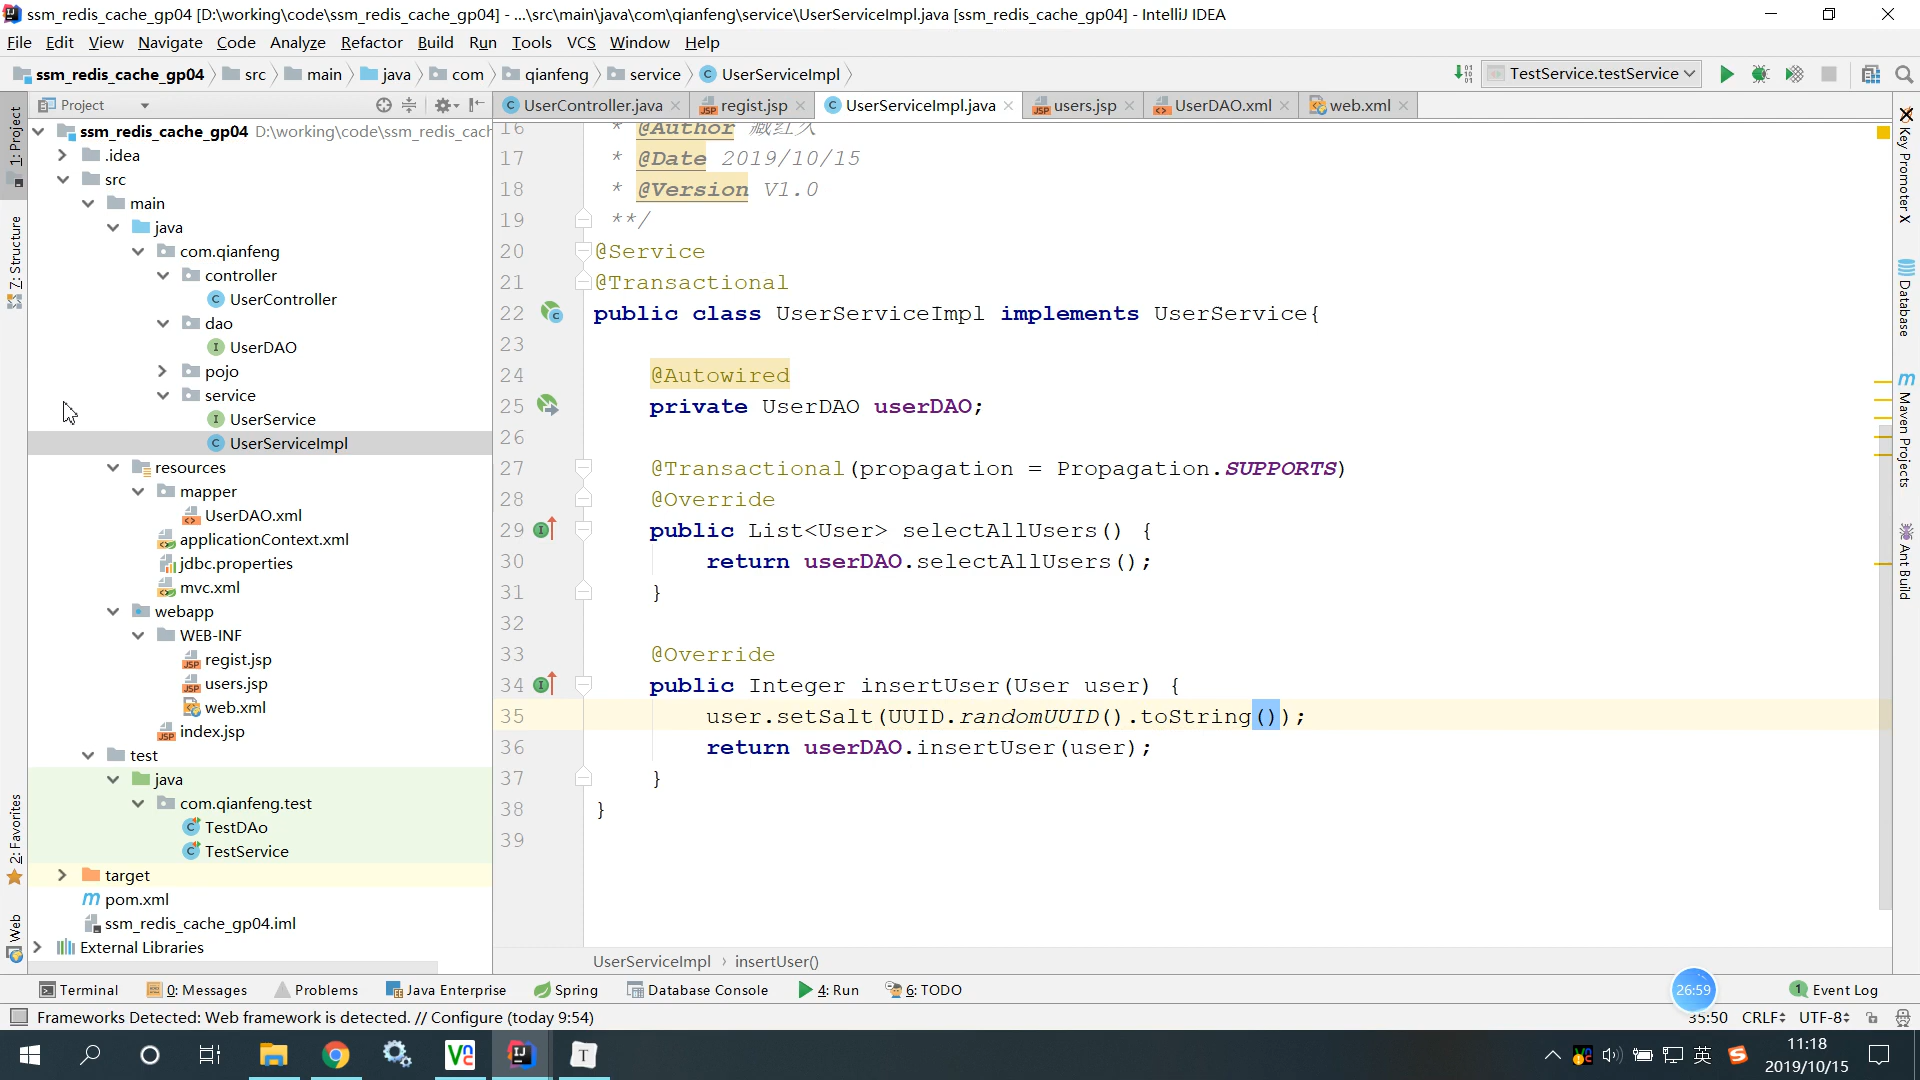 ssm_redis_cache_gp04 [D:\working\code\ssm_redis_cache_gp04] - ...\src\main\java\com\qianfeng\service\UserServiceImpl.java [ssm_redis_cache_gp04] - IntelliJ IDEA
File Edit View Navigate Code Analyze Refactor Build Run Tools VCS Window Help
ssm_redis_cache_gp04 src main java com qianfeng service UserServiceImpl TestService.testService
Project UserController.java regist.jsp UserServiceImpl.java users.jsp UserDAO.xml web.xml
1: Project
7: Structure
2: Favorites
Web
ssm_redis_cache_gp04 D:\working\code\ssm_redis_cach
.idea
src
main
java
com.qianfeng
controller
UserController
dao
UserDAO
pojo
service
UserService
UserServiceImpl
resources
mapper
UserDAO.xml
applicationContext.xml
jdbc.properties
mvc.xml
webapp
WEB-INF
regist.jsp
users.jsp
web.xml
index.jsp
test
java
com.qianfeng.test
TestDAo
TestService
target
pom.xml
ssm_redis_cache_gp04.iml
External Libraries
16 * @Author
17 * @Date 2019/10/15
18 * @Version V1.0
19 **/
20 @Service
21 @Transactional
22 public class UserServiceImpl implements UserService{
23
24 @Autowired
25 private UserDAO userDAO;
26
27 @Transactional(propagation = Propagation.SUPPORTS)
28 @Override
29 public List<User> selectAllUsers() {
30 return userDAO.selectAllUsers();
31 }
32
33 @Override
34 public Integer insertUser(User user) {
35 user.setSalt(UUID.randomUUID().toString());
36 return userDAO.insertUser(user);
37 }
38 }
39
UserServiceImpl › insertUser()
Key Promoter X
Database
Maven Projects
Ant Build
Terminal 0: Messages Problems Java Enterprise Spring Database Console 4: Run 6: TODO 26:59 1 Event Log
Frameworks Detected: Web framework is detected. // Configure (today 9:54) 35:50 CRLF UTF-8
英 11:18
2019/10/15